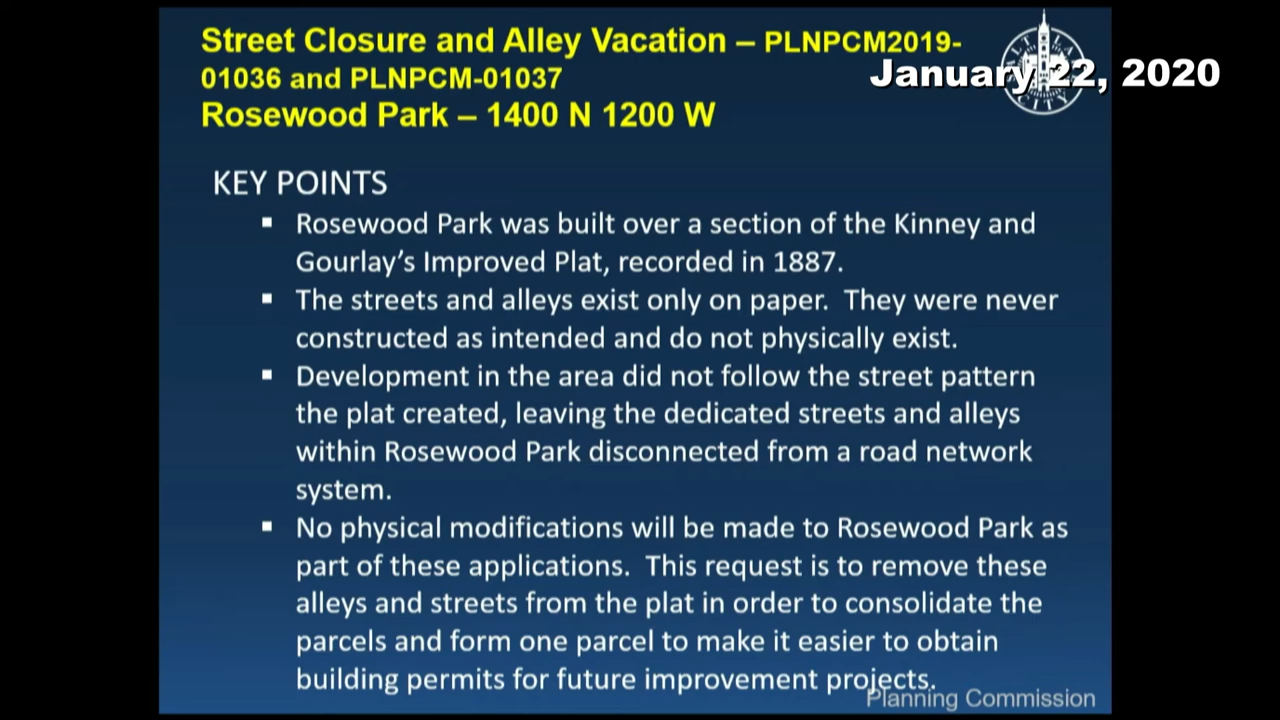 Street Closure and Alley Vacation – PLNPCM2019-
01036 and PLNPCM-01037
Rosewood Park – 1400 N 1200 W
January 22, 2020
SALT LAKE
CITY
KEY POINTS
▪ Rosewood Park was built over a section of the Kinney and
Gourlay’s Improved Plat, recorded in 1887.
▪ The streets and alleys exist only on paper.  They were never
constructed as intended and do not physically exist.
▪ Development in the area did not follow the street pattern
the plat created, leaving the dedicated streets and alleys
within Rosewood Park disconnected from a road network
system.
▪ No physical modifications will be made to Rosewood Park as
part of these applications.  This request is to remove these
alleys and streets from the plat in order to consolidate the
parcels and form one parcel to make it easier to obtain
building permits for future improvement projects.
Planning Commission